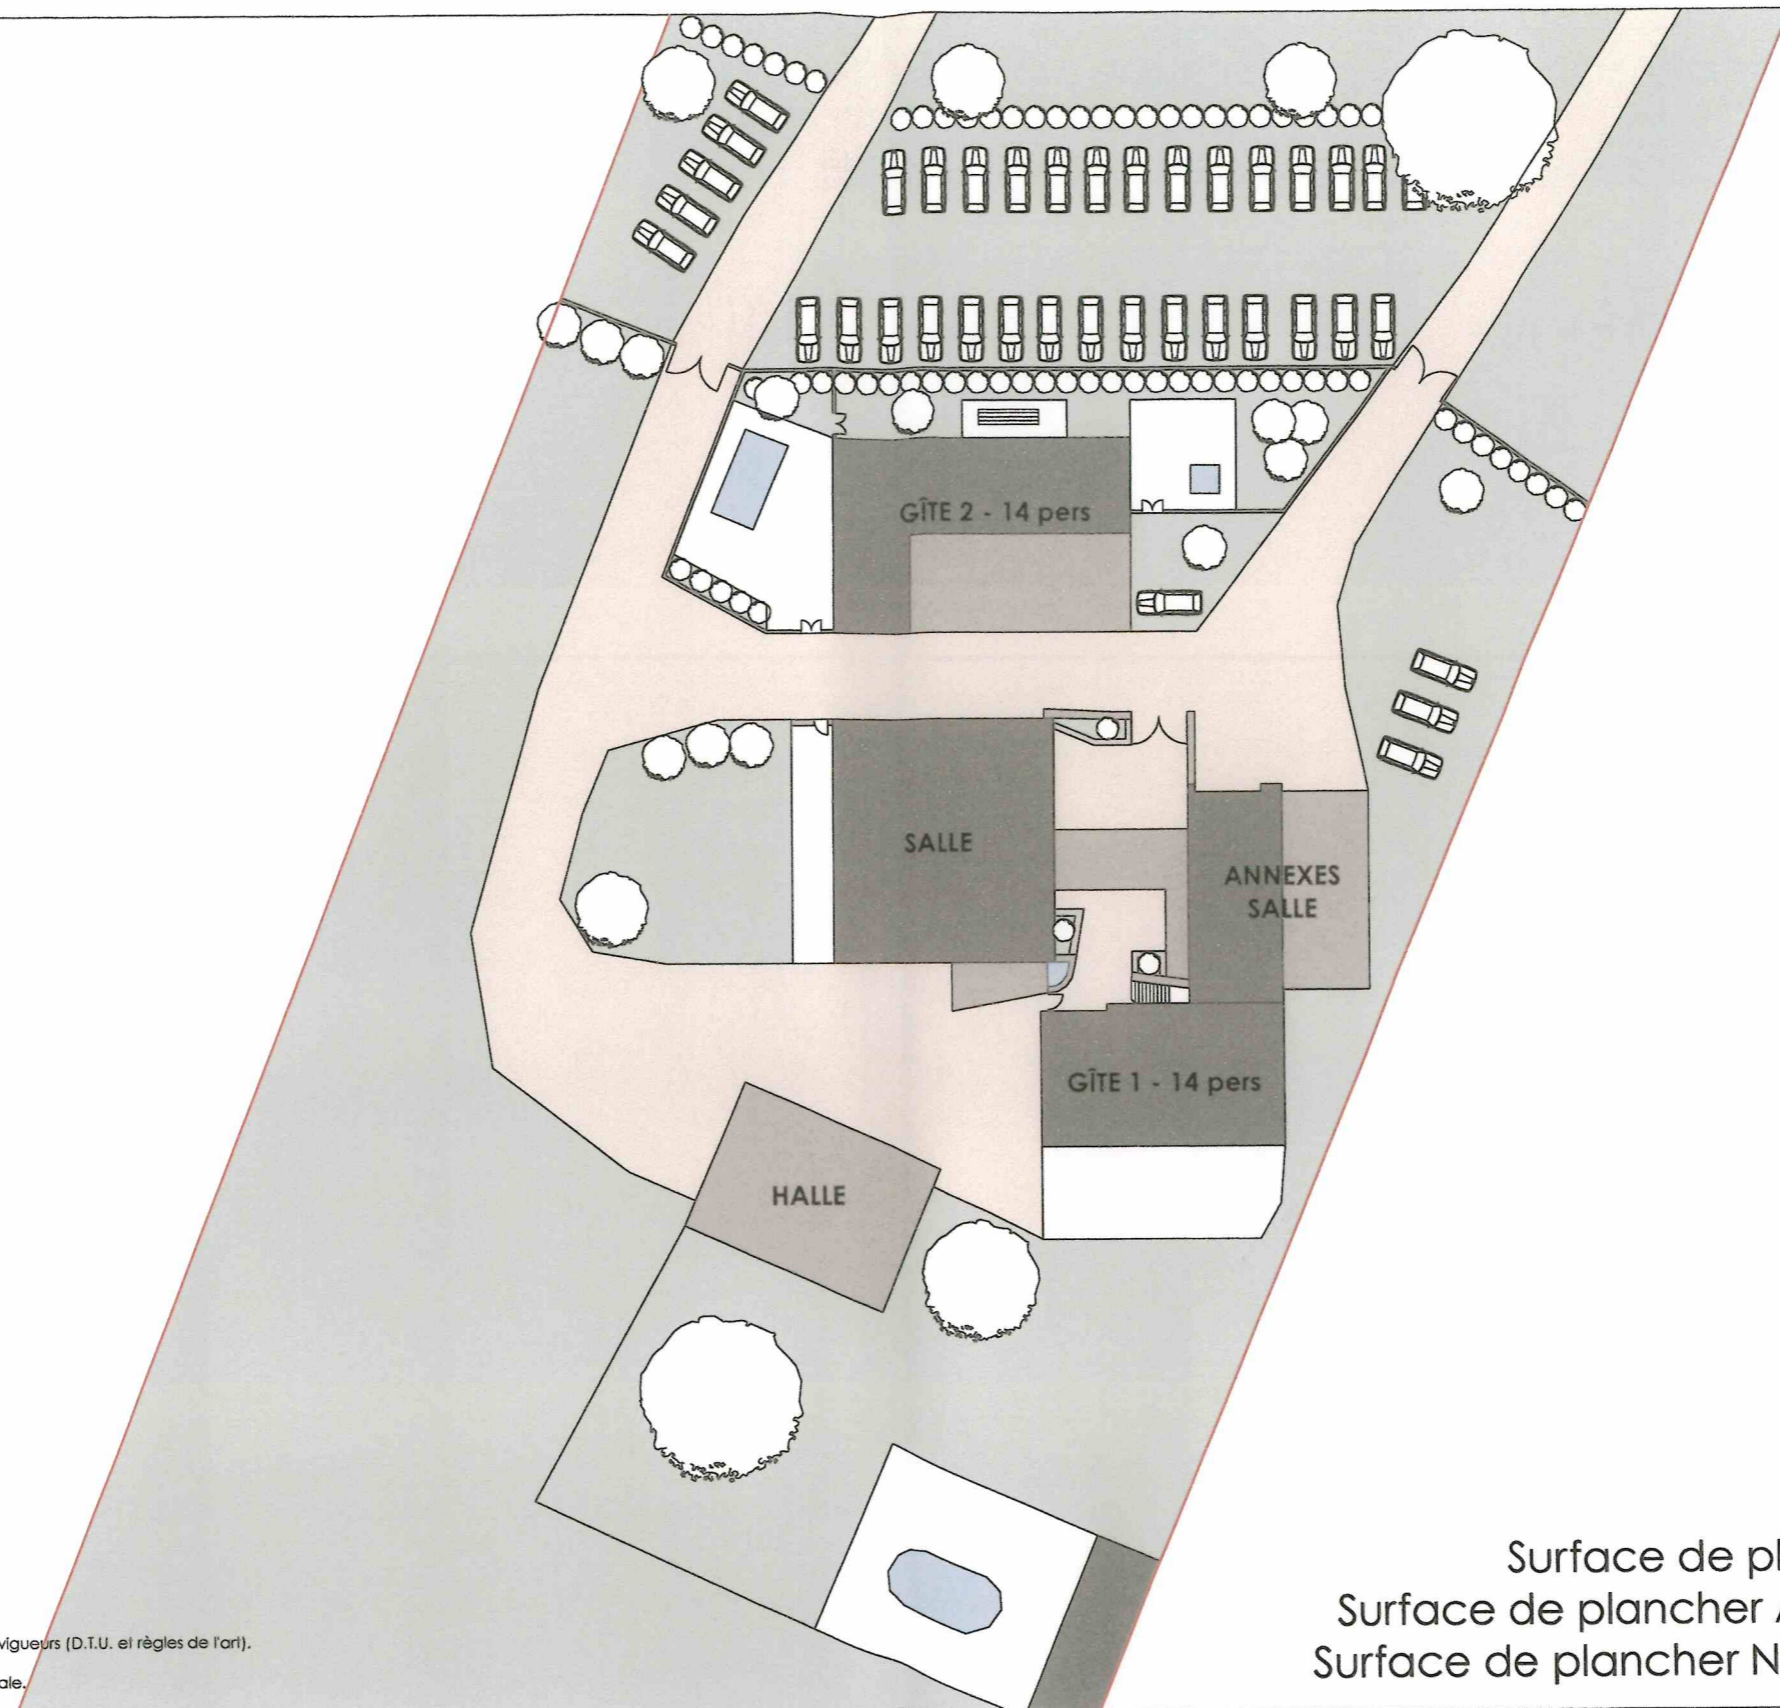 GÎTE 2 - 14 pers
SALLE
ANNEXES
SALLE
GÎTE 1 - 14 pers
HALLE
Surface de pl
Surface de plancher
Surface de plancher N
vigueurs (D.T.U. et règles de l'art).
ale.